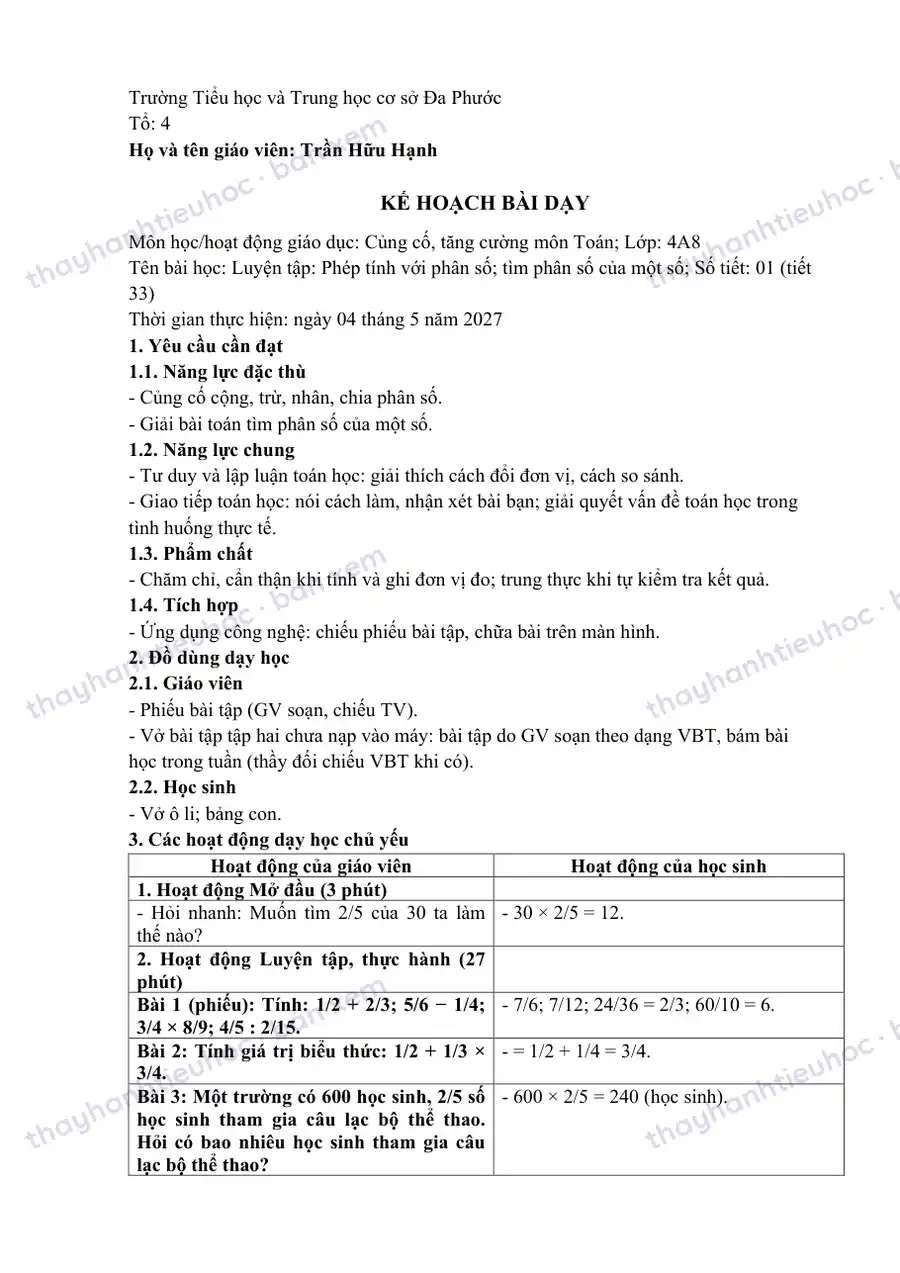 Trường Tiểu học và Trung học cơ sở Đa Phước
Tổ: 4
Họ và tên giáo viên: Trần Hữu Hạnh
KẾ HOẠCH BÀI DẠY
Môn học/hoạt động giáo dục: Củng cố, tăng cường môn Toán; Lớp: 4A8
Tên bài học: Luyện tập: Phép tính với phân số; tìm phân số của một số; Số tiết: 01 (tiết
33)
Thời gian thực hiện: ngày 04 tháng 5 năm 2027
1. Yêu cầu cần đạt
1.1. Năng lực đặc thù
- Củng cố cộng, trừ, nhân, chia phân số.
- Giải bài toán tìm phân số của một số.
1.2. Năng lực chung
- Tư duy và lập luận toán học: giải thích cách đổi đơn vị, cách so sánh.
- Giao tiếp toán học: nói cách làm, nhận xét bài bạn; giải quyết vấn đề toán học trong
tình huống thực tế.
1.3. Phẩm chất
- Chăm chỉ, cẩn thận khi tính và ghi đơn vị đo; trung thực khi tự kiểm tra kết quả.
1.4. Tích hợp
- Ứng dụng công nghệ: chiếu phiếu bài tập, chữa bài trên màn hình.
2. Đồ dùng dạy học
2.1. Giáo viên
- Phiếu bài tập (GV soạn, chiếu TV).
- Vở bài tập tập hai chưa nạp vào máy: bài tập do GV soạn theo dạng VBT, bám bài
học trong tuần (thầy đối chiếu VBT khi có).
2.2. Học sinh
- Vở ô li; bảng con.
3. Các hoạt động dạy học chủ yếu
Hoạt động của giáo viên
Hoạt động của học sinh
1. Hoạt động Mở đầu (3 phút)
- Hỏi nhanh: Muốn tìm 2/5 của 30 ta làm
thế nào?
- 30 × 2/5 = 12.
2. Hoạt động Luyện tập, thực hành (27
phút)
Bài 1 (phiếu): Tính: 1/2 + 2/3; 5/6 − 1/4;
3/4 × 8/9; 4/5 : 2/15.
- 7/6; 7/12; 24/36 = 2/3; 60/10 = 6.
Bài 2: Tính giá trị biểu thức: 1/2 + 1/3 ×
3/4.
- = 1/2 + 1/4 = 3/4.
Bài 3: Một trường có 600 học sinh, 2/5 số
học sinh tham gia câu lạc bộ thể thao.
Hỏi có bao nhiêu học sinh tham gia câu
lạc bộ thể thao?
- 600 × 2/5 = 240 (học sinh).
thayhanhtieuhoc · bản xem
thayhanhtieuhoc · b
thayhanhtieuhoc · bản xem
thayhanhtieuhoc · b
thayhanhtieuhoc · bản xem
thayhanhtieuhoc · b